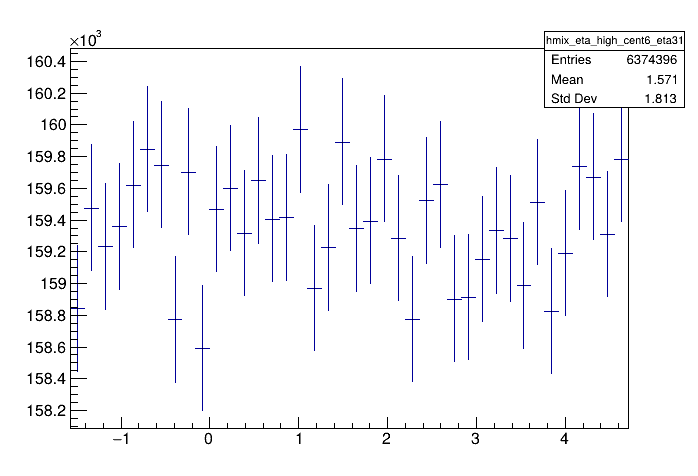 ×10³
hmix_eta_high_cent6_eta31
Entries 6374396
Mean 1.571
Std Dev 1.813
160.4
160.2
160
159.8
159.6
159.4
159.2
159
158.8
158.6
158.4
158.2
−1 0 1 2 3 4